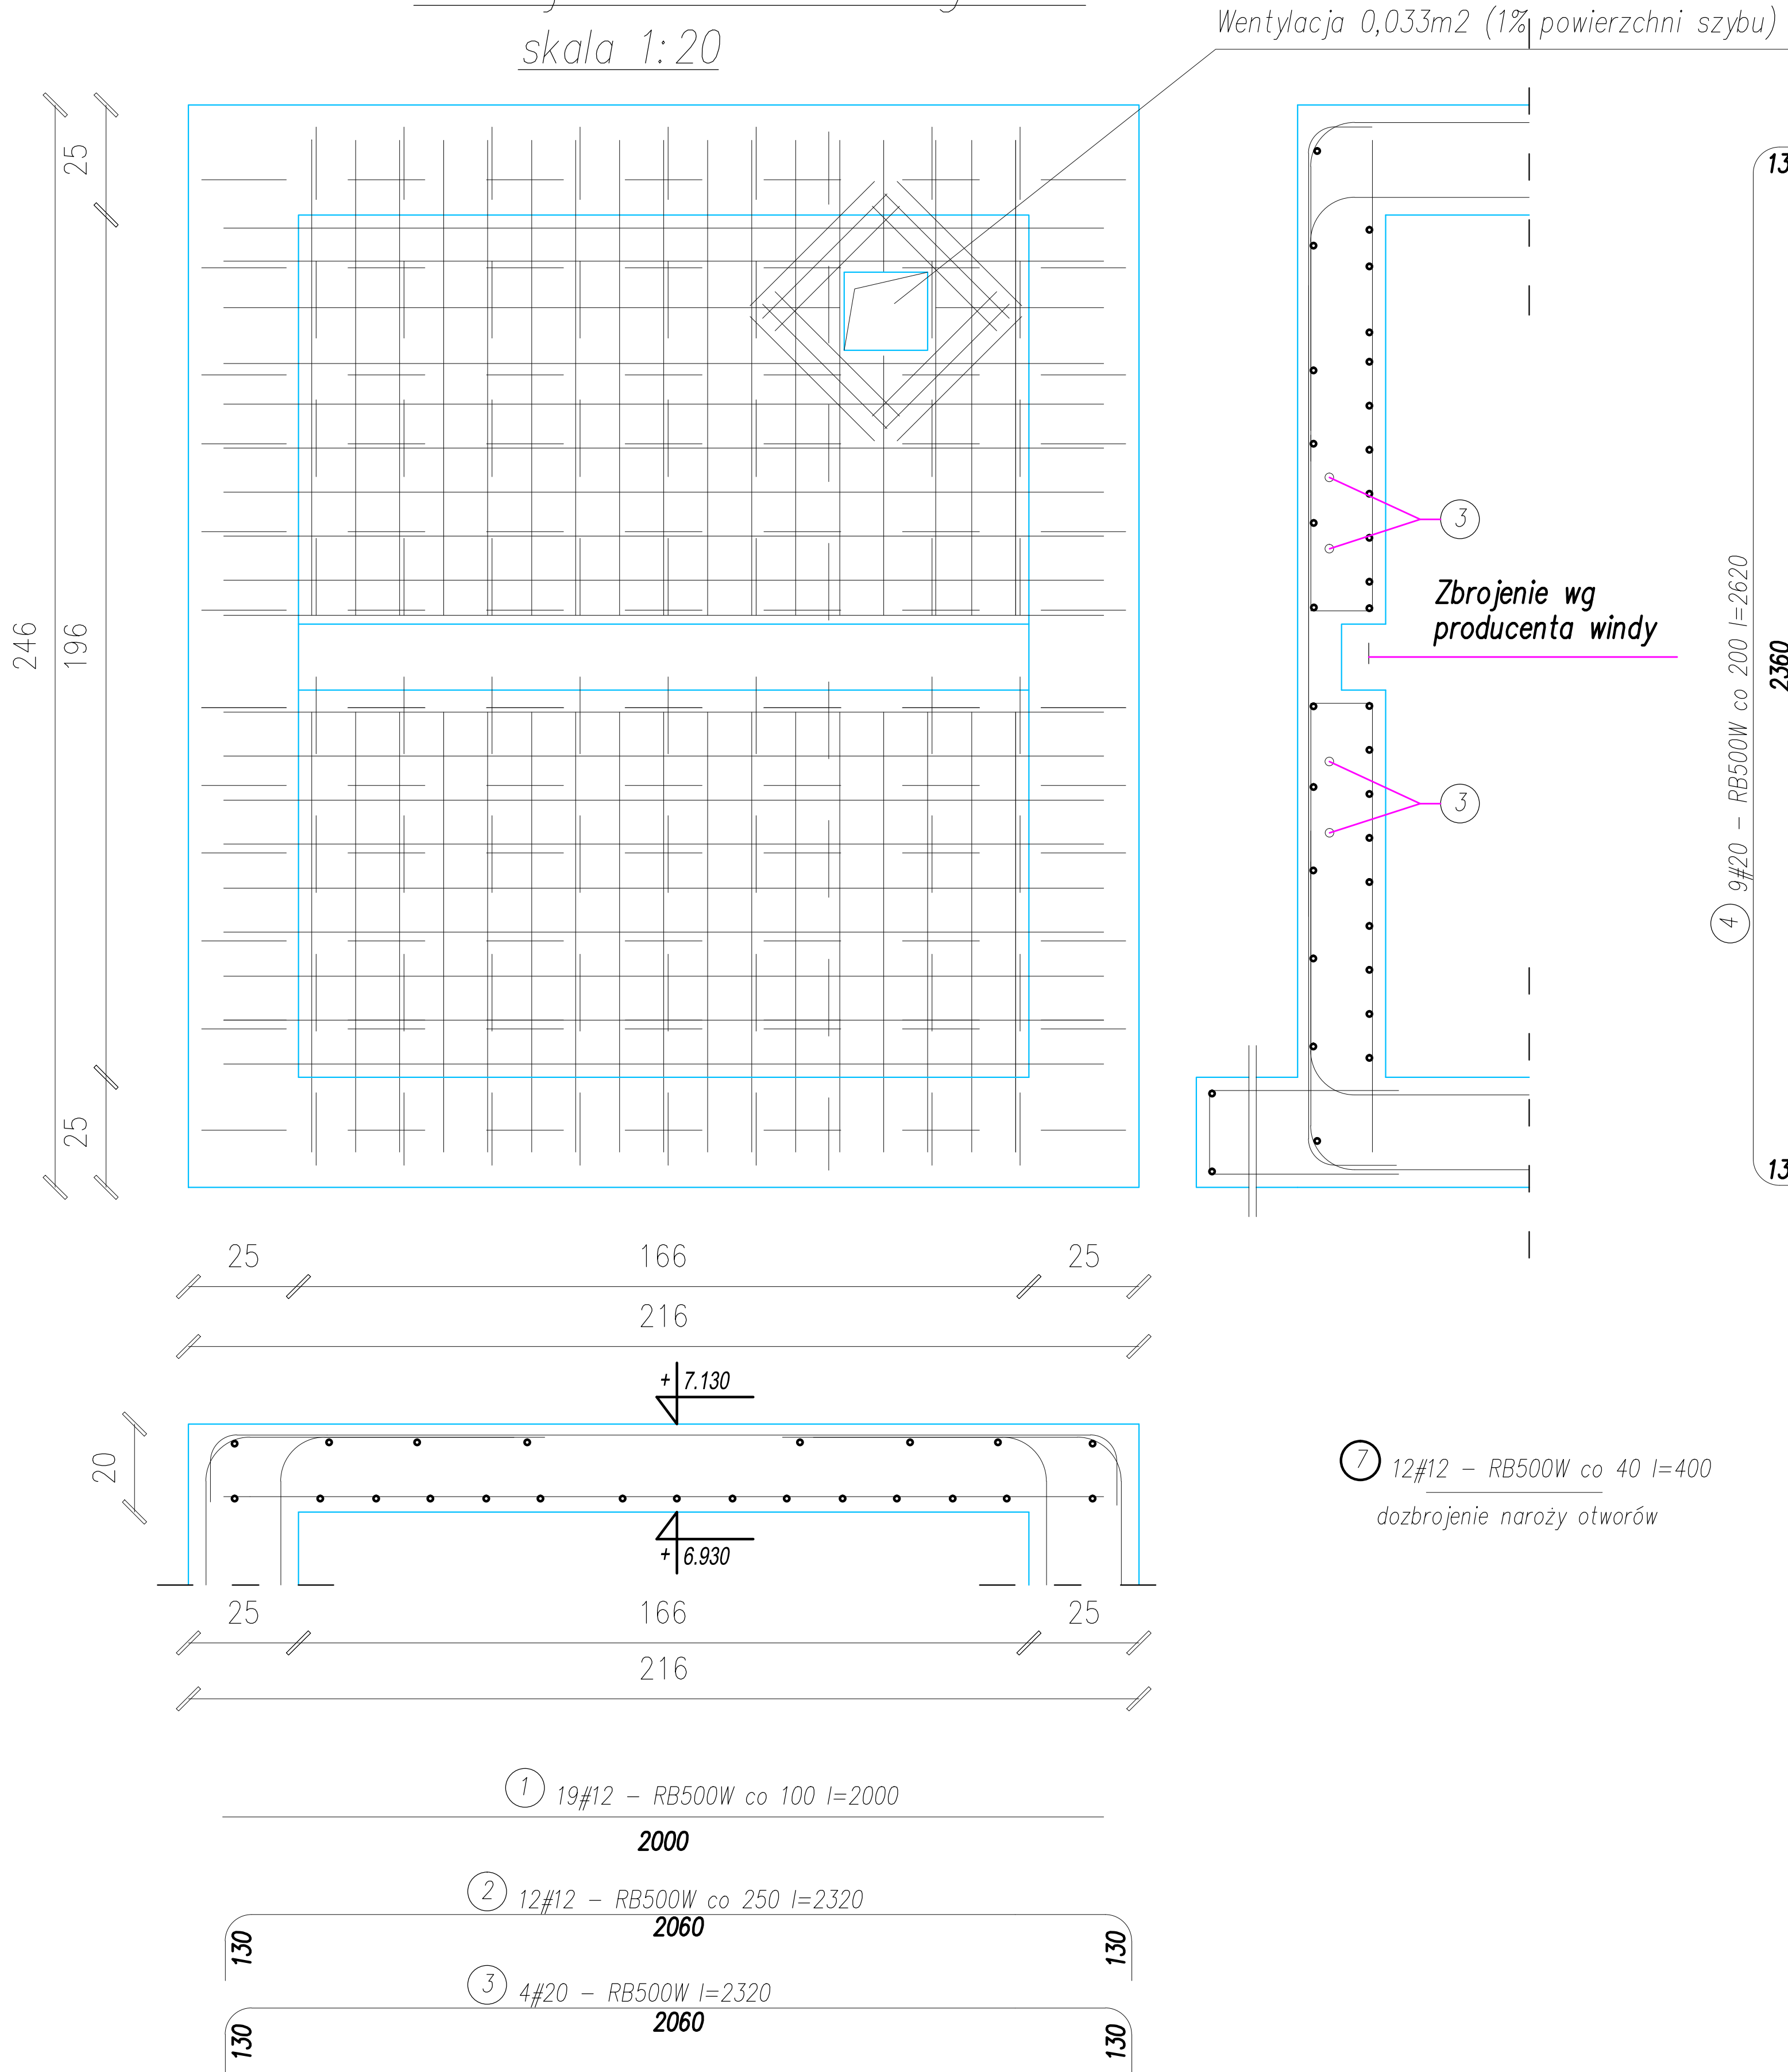 skala 1:20
Wentylacja 0,033m2 (1% powierzchni szybu)
25
246
196
25
3
Zbrojenie wg
producenta windy
3
4 9#20 - RB500W co 200 l=2620
2360
25
166
25
216
+ 7.130
20
+ 6.930
7 12#12 - RB500W co 40 l=400
dozbrojenie naroży otworów
25
166
25
216
1 19#12 - RB500W co 100 l=2000
2000
2 12#12 - RB500W co 250 l=2320
2060
130
130
3 4#20 - RB500W l=2320
2060
130
130